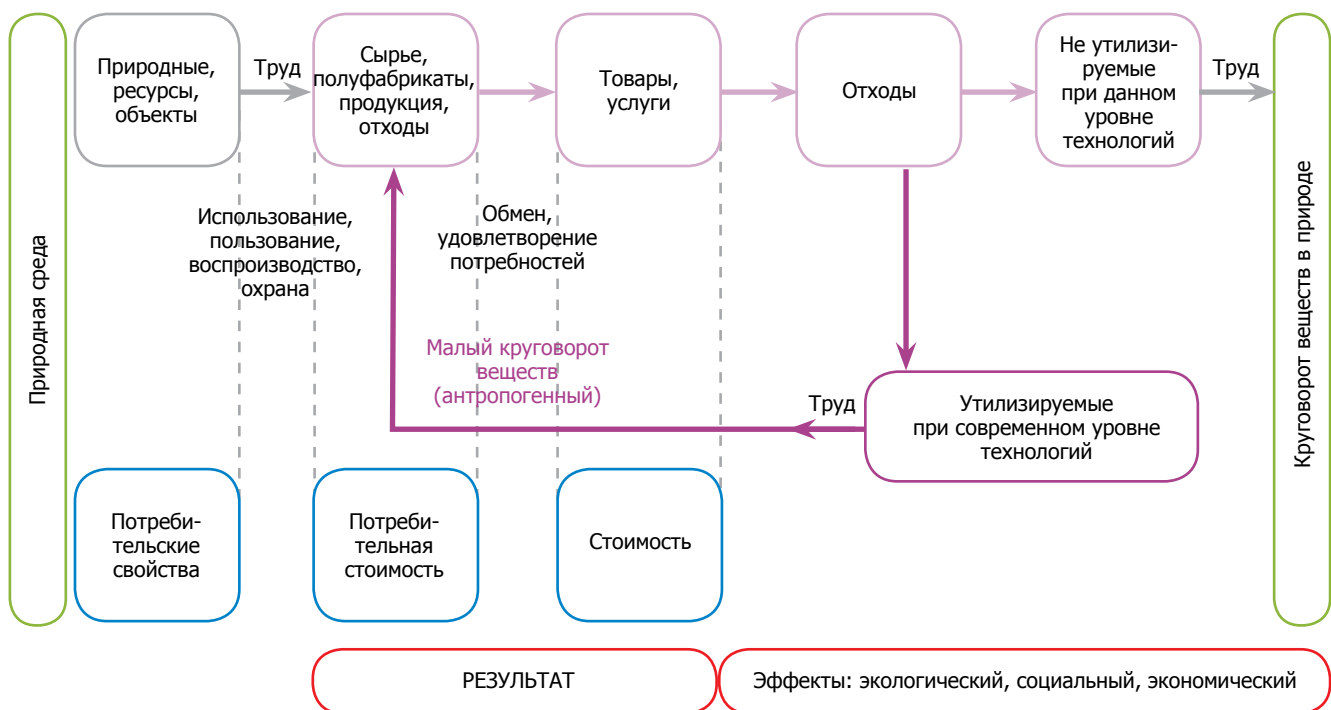 Природная среда
Природные,
ресурсы,
объекты
Труд
Сырье,
полуфабрикаты,
продукция,
отходы
Товары,
услуги
Отходы
Не утилизи-
руемые
при данном
уровне
технологий
Труд
Круговорот веществ в природе
Использование,
пользование,
воспроизводство,
охрана
Обмен,
удовлетворение
потребностей
Малый круговорот
веществ
(антропогенный)
Труд
Утилизируемые
при современном уровне
технологий
Потреби-
тельские
свойства
Потреби-
тельная
стоимость
Стоимость
РЕЗУЛЬТАТ
Эффекты: экологический, социальный, экономический